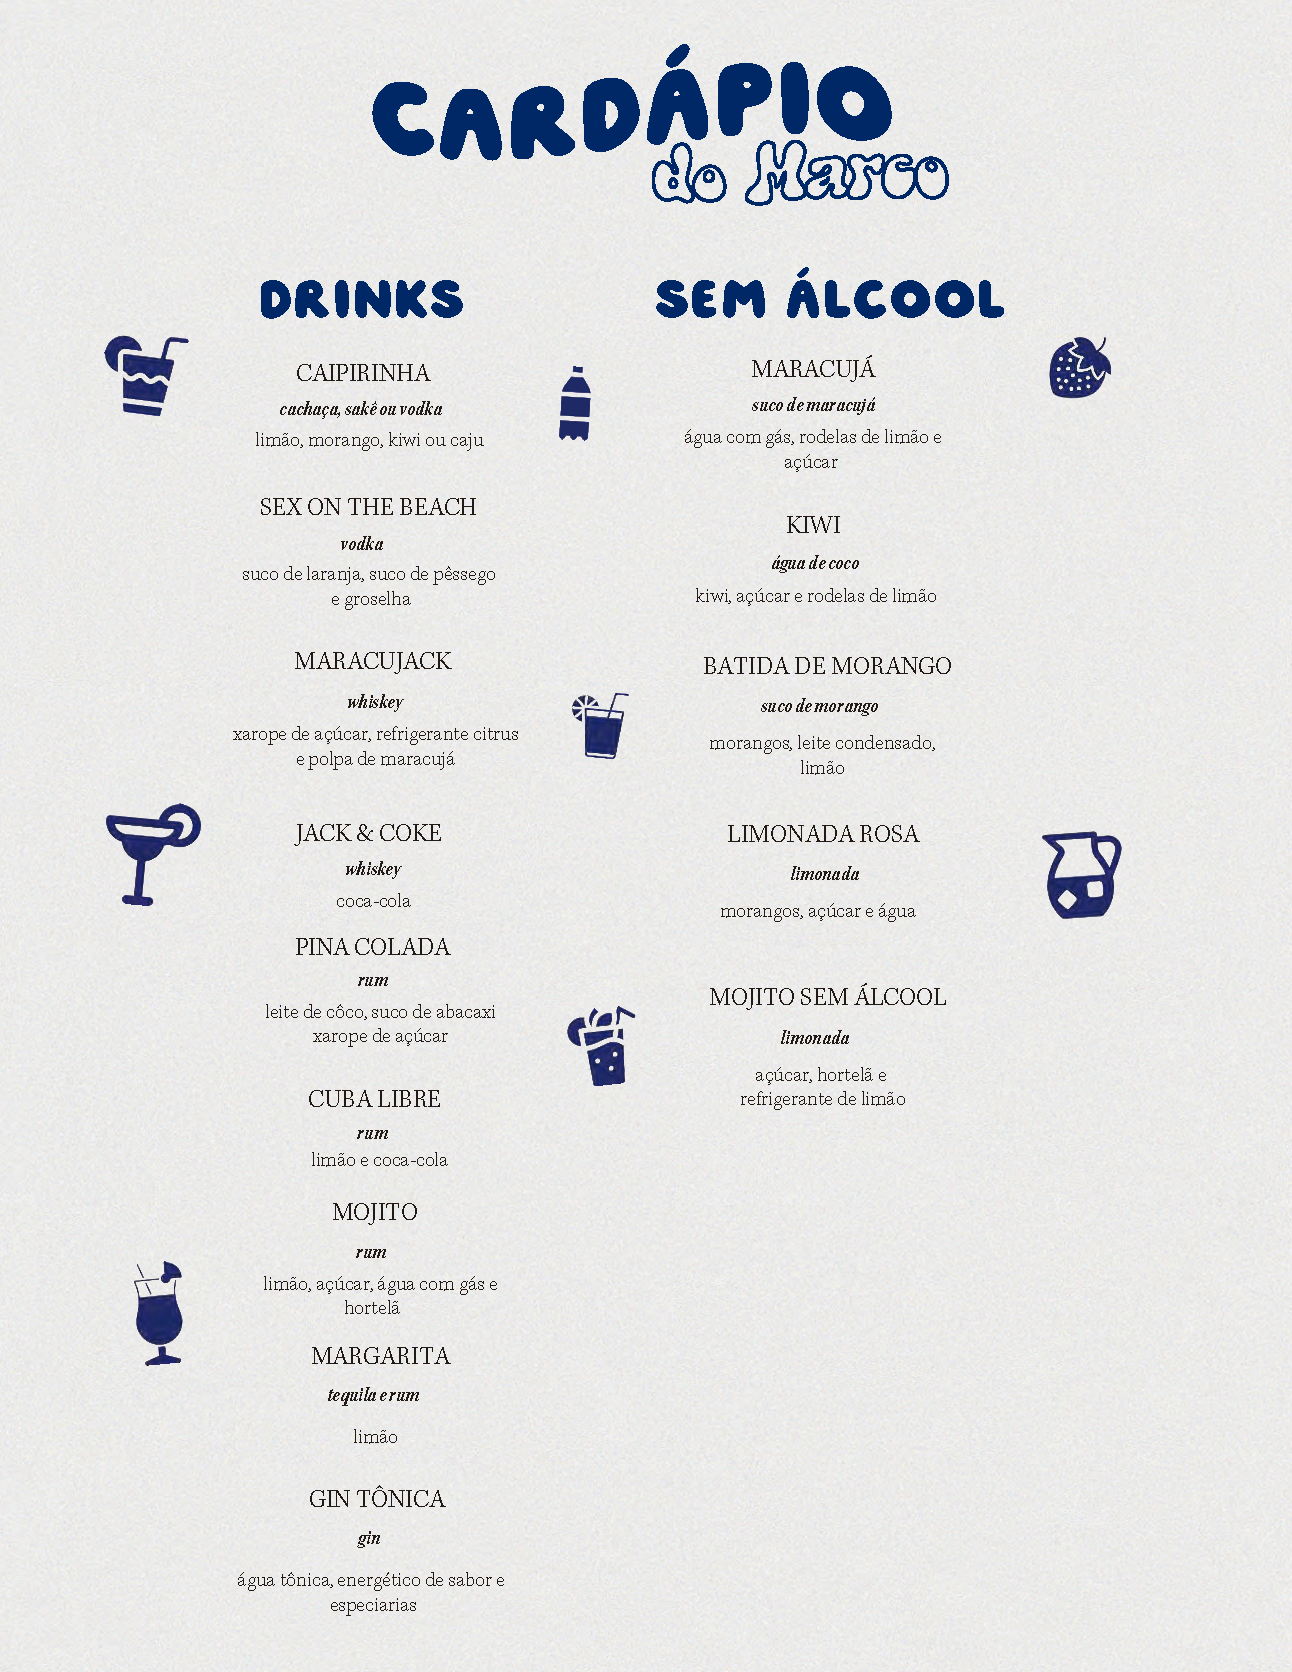 CARDÁPIO
do Marco
DRINKS
CAIPIRINHA
cachaça, sakê ou vodka
limão, morango, kiwi ou caju
SEX ON THE BEACH
vodka
suco de laranja, suco de pêssego
e groselha
MARACUJACK
whiskey
xarope de açúcar, refrigerante citrus
e polpa de maracujá
JACK & COKE
whiskey
coca-cola
PINA COLADA
rum
leite de côco, suco de abacaxi
xarope de açúcar
CUBA LIBRE
rum
limão e coca-cola
MOJITO
rum
limão, açúcar, água com gás e
hortelã
MARGARITA
tequila e rum
limão
GIN TÔNICA
gin
água tônica, energético de sabor e
especiarias
SEM ÁLCOOL
MARACUJÁ
suco de maracujá
água com gás, rodelas de limão e
açúcar
KIWI
água de coco
kiwi, açúcar e rodelas de limão
BATIDA DE MORANGO
suco de morango
morangos, leite condensado,
limão
LIMONADA ROSA
limonada
morangos, açúcar e água
MOJITO SEM ÁLCOOL
limonada
açúcar, hortelã e
refrigerante de limão